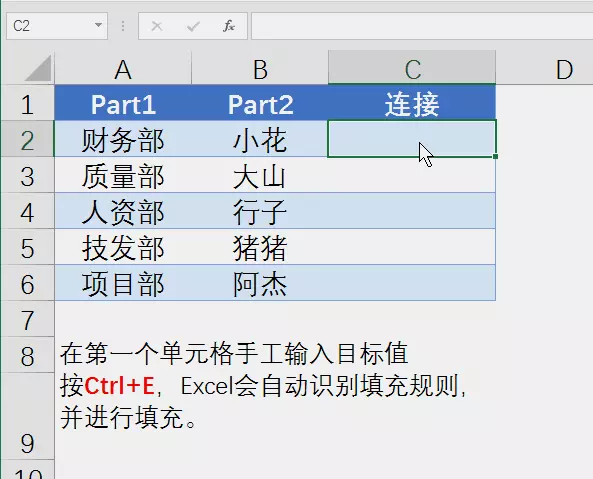 C2 fx
A B C D
1 Part1 Part2 连接
2 财务部 小花
3 质量部 大山
4 人资部 行子
5 技发部 猪猪
6 项目部 阿杰
7
8 在第一个单元格手工输入目标值
按Ctrl+E，Excel会自动识别填充规则，
9 并进行填充。
10